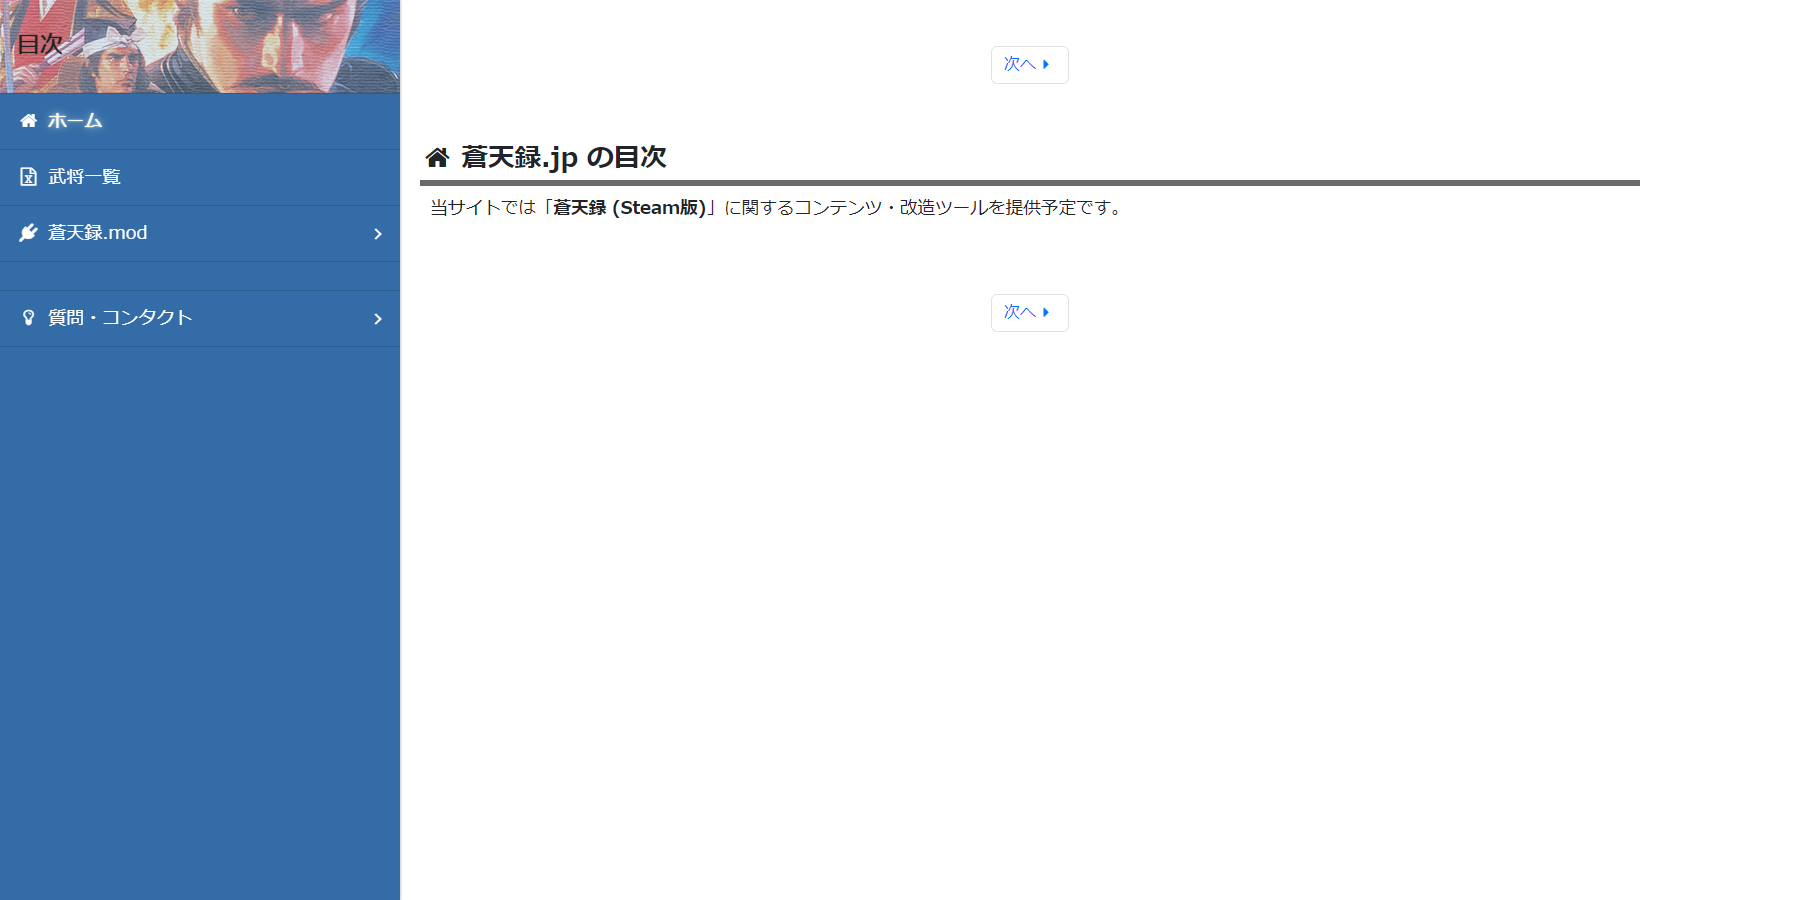 目次
ホーム
武将一覧
蒼天録.mod
質問・コンタクト
次へ
蒼天録.jp の目次
当サイトでは「蒼天録 (Steam版)」に関するコンテンツ・改造ツールを提供予定です。
次へ